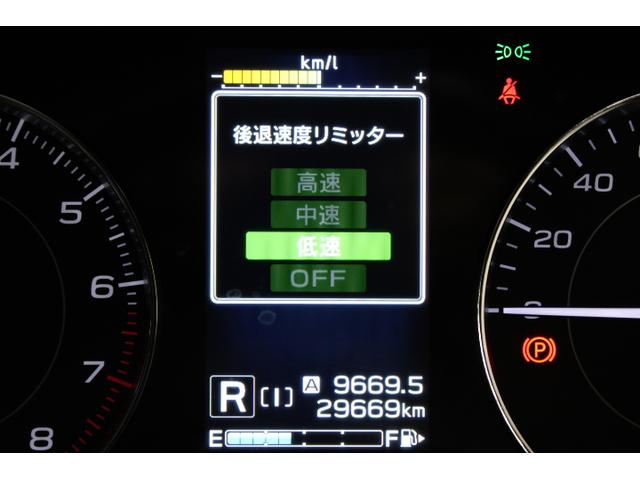 km/l
- +
後退速度リミッター
高速
中速
低速
OFF
4
5
6
7
8
40
20
0
P
R [I] A 9669.5
29669km
E F